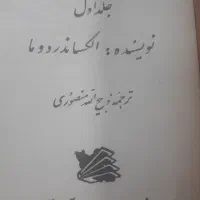 جلد اول
نویسنده: الکساندر دوما
ترجمه ذبیح الله منصوری